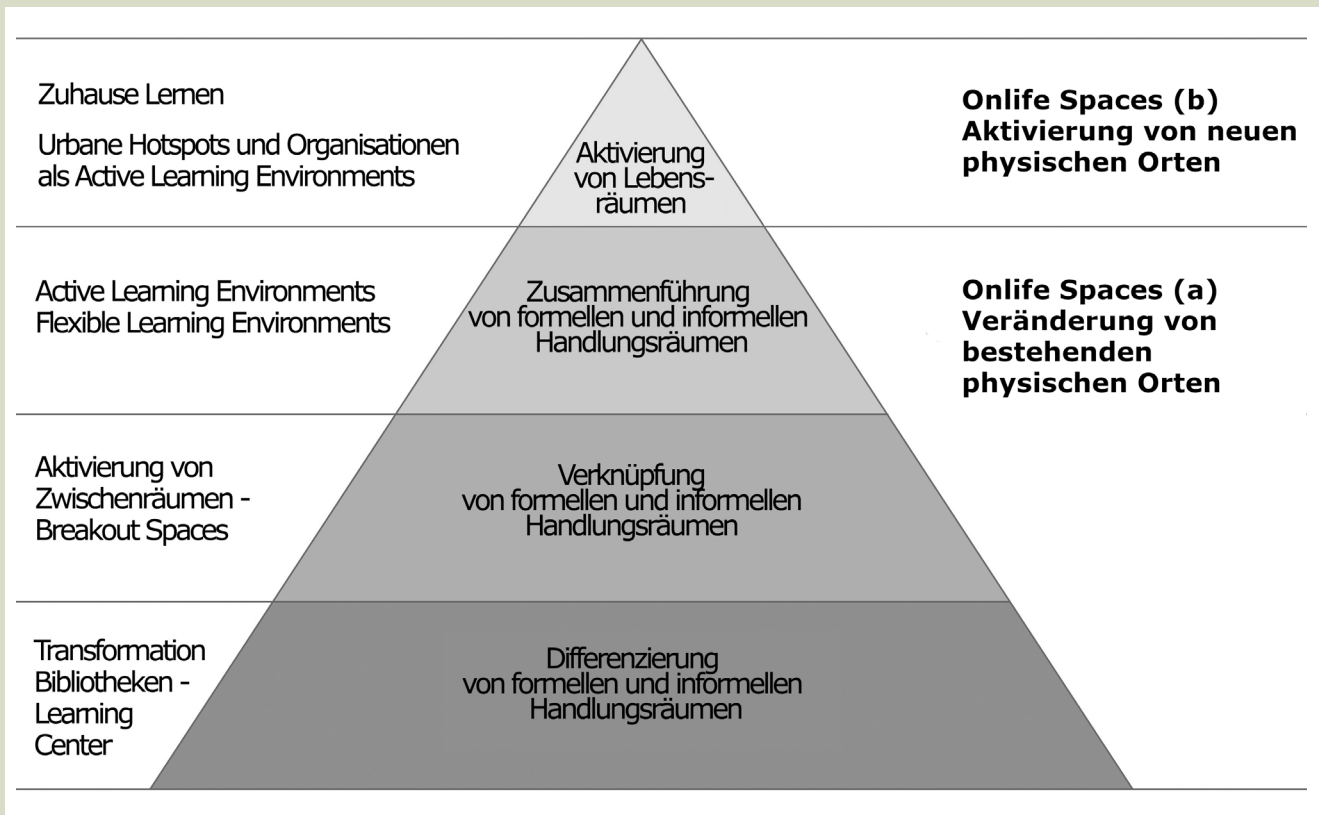 Zuhause Lernen
Urbane Hotspots und Organisationen
als Active Learning Environments
Aktivierung
von Lebens-
räumen
Onlife Spaces (b)
Aktivierung von neuen
physischen Orten
Active Learning Environments
Flexible Learning Environments
Zusammenführung
von formellen und informellen
Handlungsräumen
Onlife Spaces (a)
Veränderung von
bestehenden
physischen Orten
Aktivierung von
Zwischenräumen -
Breakout Spaces
Verknüpfung
von formellen und informellen
Handlungsräumen
Transformation
Bibliotheken -
Learning
Center
Differenzierung
von formellen und informellen
Handlungsräumen